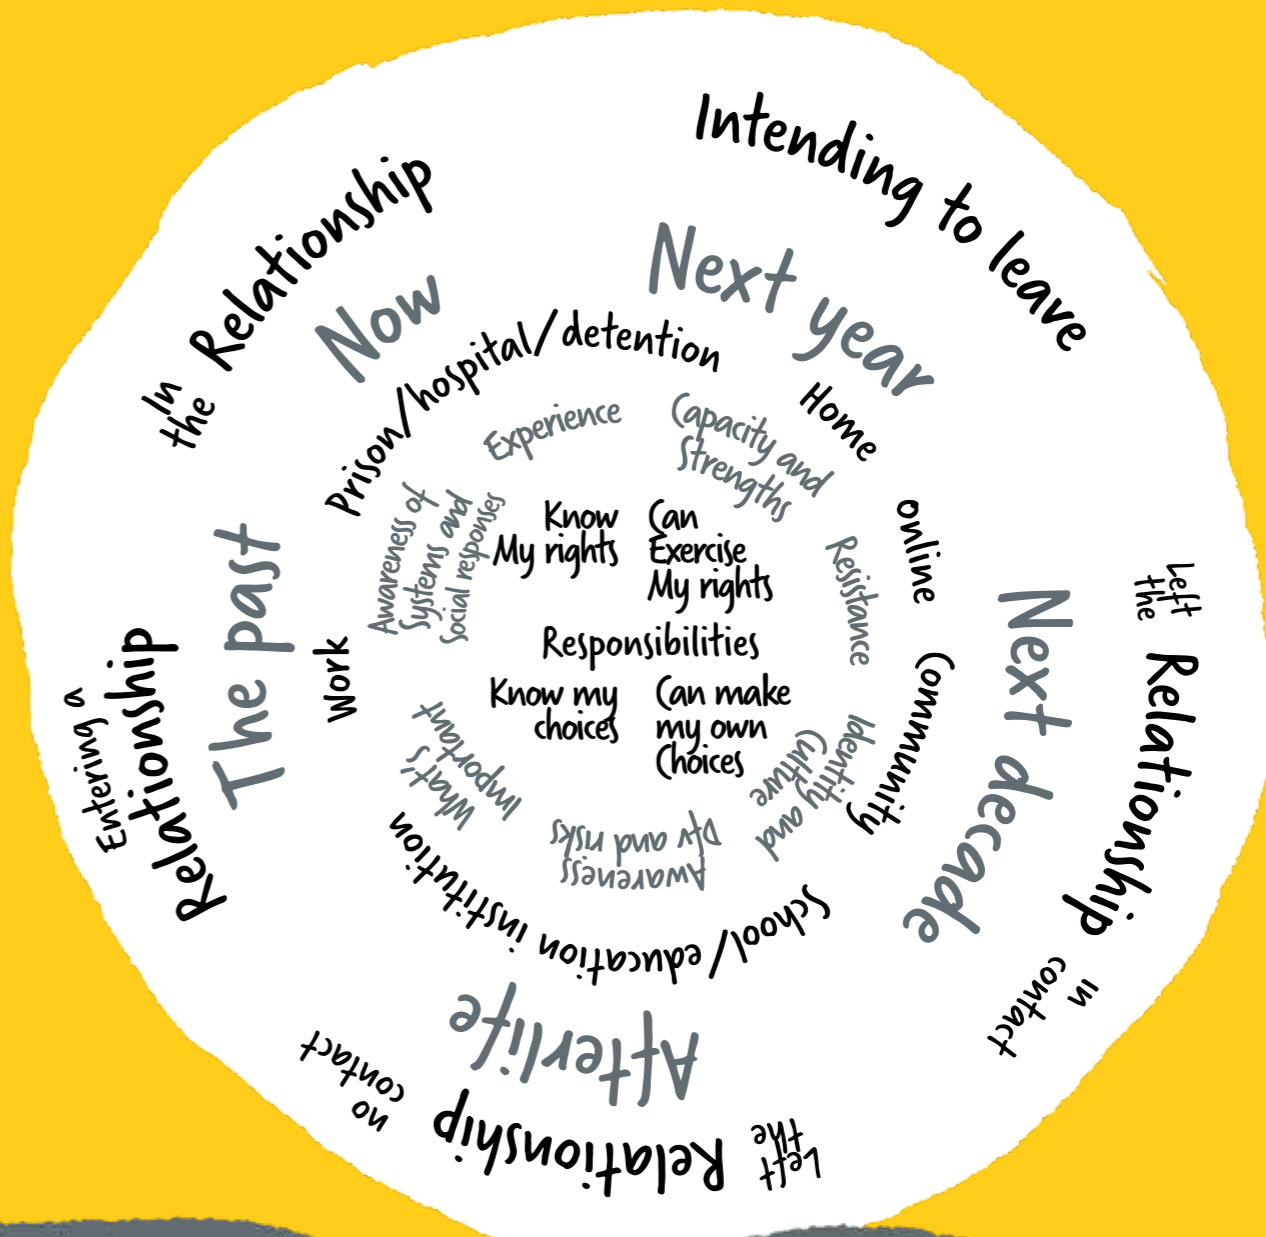 Intending to leave
Left
the
Relationship
in
contact
Left
the
Relationship
no
contact
Entering a
Relationship
In
the
Relationship
Now
Next year
Next decade
Afterlife
The past
Prison/hospital/detention
Home
online
Community
School/education institution
Work
Experience
Capacity and
Strengths
Resistance
Identity and
Culture
Awareness
Dfv and risks
What's
Important
Awareness of
Systems and
Social responses
Know
My rights
Can
Exercise
My rights
Responsibilities
Know my
choices
Can make
my own
Choices